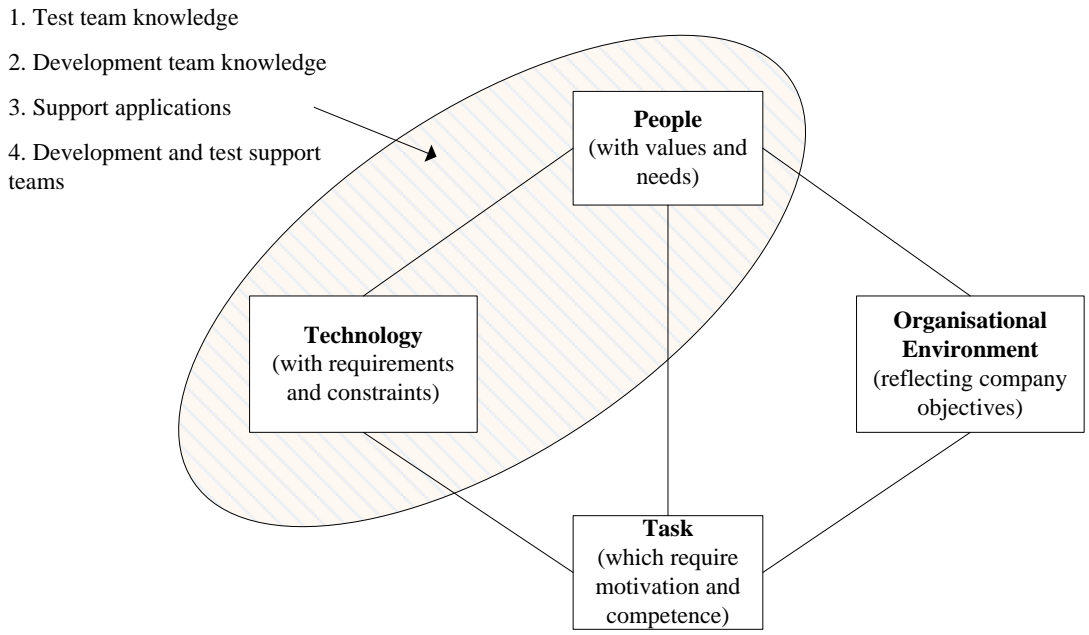 1. Test team knowledge
2. Development team knowledge
3. Support applications
4. Development and test support
teams
People
(with values and
needs)
Technology
(with requirements
and constraints)
Organisational
Environment
(reflecting company
objectives)
Task
(which require
motivation and
competence)